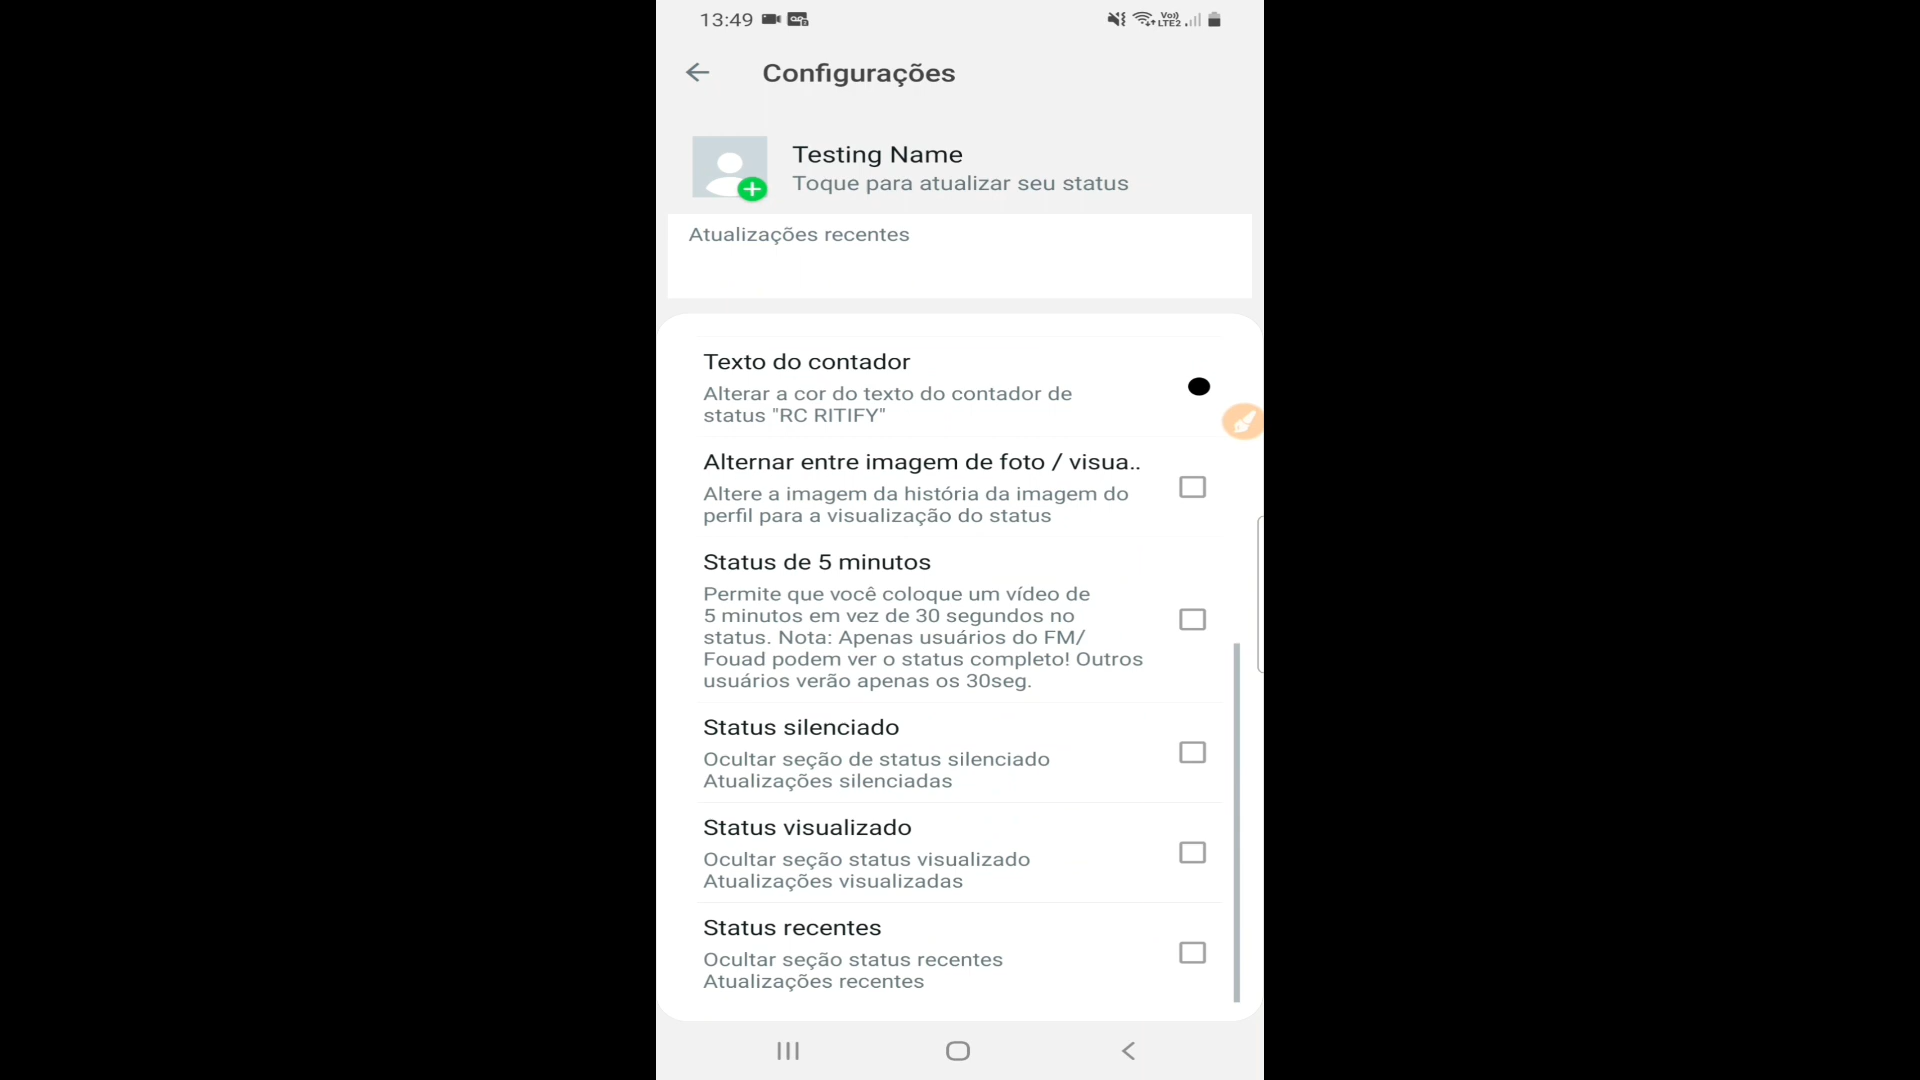 13:49
Vo))
LTE2
Configurações
Testing Name
Toque para atualizar seu status
Atualizações recentes
Texto do contador
Alterar a cor do texto do contador de
status "RC RITIFY"
Alternar entre imagem de foto / visua..
Altere a imagem da história da imagem do
perfil para a visualização do status
Status de 5 minutos
Permite que você coloque um vídeo de
5 minutos em vez de 30 segundos no
status. Nota: Apenas usuários do FM/
Fouad podem ver o status completo! Outros
usuários verão apenas os 30seg.
Status silenciado
Ocultar seção de status silenciado
Atualizações silenciadas
Status visualizado
Ocultar seção status visualizado
Atualizações visualizadas
Status recentes
Ocultar seção status recentes
Atualizações recentes